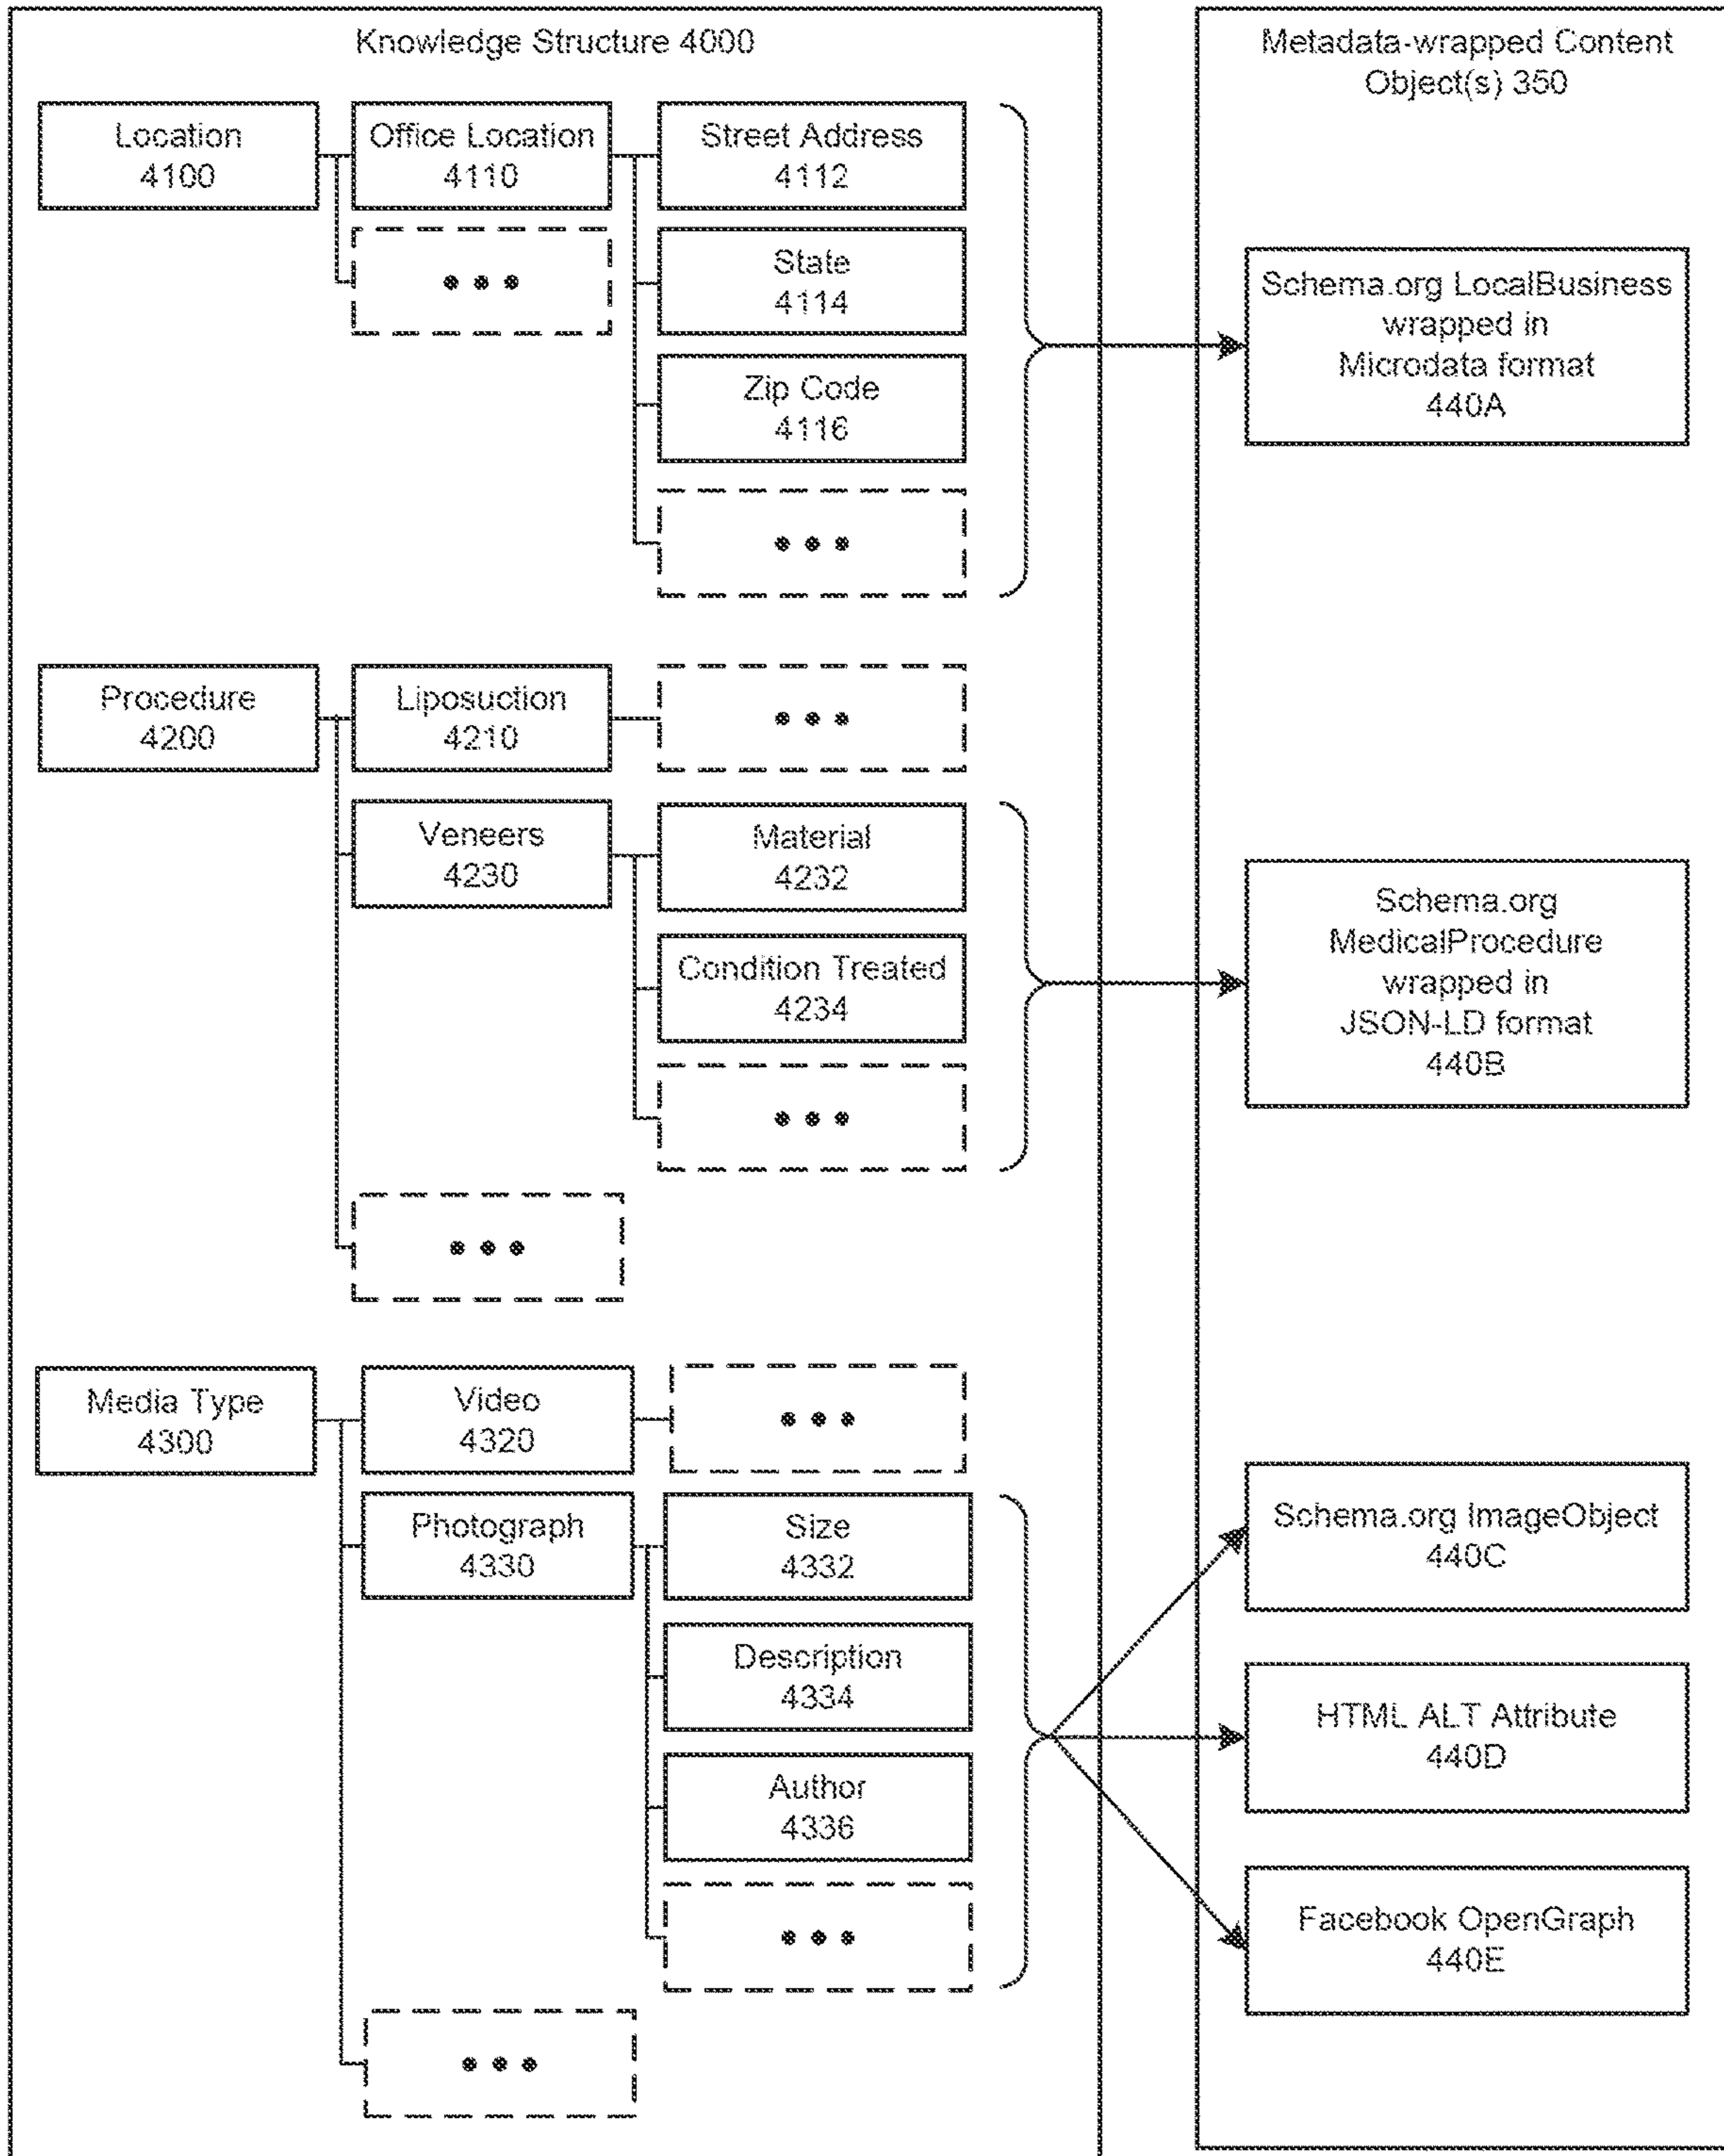 Knowledge Structure 4000
Metadata-wrapped Content
Object(s) 350
Location
4100
Office Location
4110
Street Address
4112
State
4114
Zip Code
4116
Schema.org LocalBusiness
wrapped in
Microdata format
440A
Procedure
4200
Liposuction
4210
Veneers
4230
Material
4232
Condition Treated
4234
Schema.org
MedicalProcedure
wrapped in
JSON-LD format
440B
Media Type
4300
Video
4320
Photograph
4330
Size
4332
Description
4334
Author
4336
Schema.org ImageObject
440C
HTML ALT Attribute
440D
Facebook OpenGraph
440E